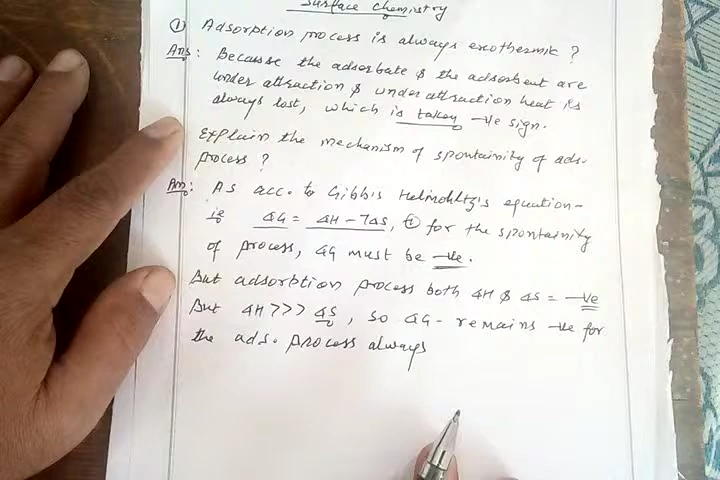 Surface Chemistry
① Adsorption process is always exothermic?
Ans: Because the adsorbate & the adsorbent are
under attraction & under attraction heat is
always lost, which is taken -ve sign.
Explain the mechanism of spontainity of ads.
process?
Ans: As acc. to Gibb's Helmohltz's equation-
ie ΔG = ΔH - TΔS, for the spontainity
of process, ΔG must be -ve.
But adsorbtion process both ΔH & ΔS = -ve
But ΔH >>> ΔS, so ΔG- remains -ve for
the ads. process always